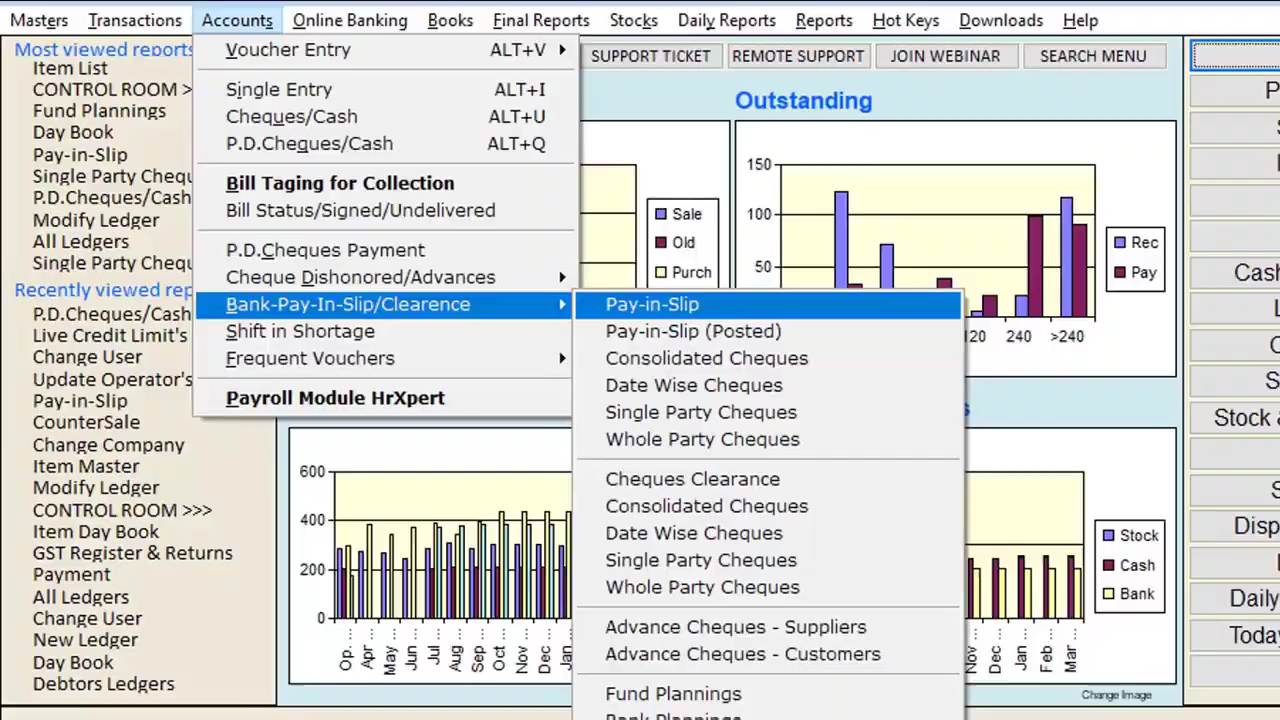 Masters Transactions Accounts Online Banking Books Final Reports Stocks Daily Reports Reports Hot Keys Downloads Help
Most viewed reports
Item List
CONTROL ROOM >
Fund Plannings
Day Book
Pay-in-Slip
Single Party Chequ
P.D.Cheques/Cash
Modify Ledger
All Ledgers
Single Party Chequ
Recently viewed rep
P.D.Cheques/Cash
Live Credit Limit's
Change User
Update Operator's
Pay-in-Slip
CounterSale
Change Company
Item Master
Modify Ledger
CONTROL ROOM >>>
Item Day Book
GST Register & Returns
Payment
All Ledgers
Change User
New Ledger
Day Book
Debtors Ledgers
Voucher Entry ALT+V
Single Entry ALT+I
Cheques/Cash ALT+U
P.D.Cheques/Cash ALT+Q
Bill Taging for Collection
Bill Status/Signed/Undelivered
P.D.Cheques Payment
Cheque Dishonored/Advances
Bank-Pay-In-Slip/Clearence
Shift in Shortage
Frequent Vouchers
Payroll Module HrXpert
Pay-in-Slip
Pay-in-Slip (Posted)
Consolidated Cheques
Date Wise Cheques
Single Party Cheques
Whole Party Cheques
Cheques Clearance
Consolidated Cheques
Date Wise Cheques
Single Party Cheques
Whole Party Cheques
Advance Cheques - Suppliers
Advance Cheques - Customers
Fund Plannings
Bank Plannings
SUPPORT TICKET REMOTE SUPPORT JOIN WEBINAR SEARCH MENU
Sale
Old
Purch
Outstanding
150
100
50
120 240 >240
Rec
Pay
600
400
200
0
Op... Apr... May... Jun... Jul... Aug... Sep... Oct... Nov... Dec... Jan...
Nov... Dec... Jan... Feb... Mar...
Stock
Cash
Bank
Change Image
P
S
Cash
L
C
S
Stock &
S
Disp
Daily
Today